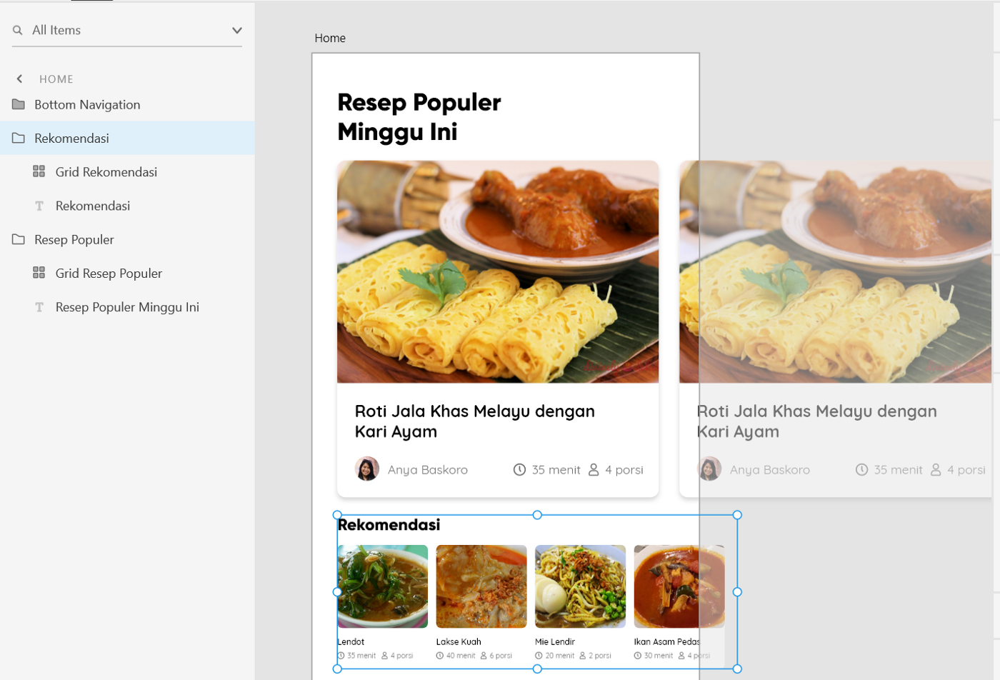 All Items
HOME
Bottom Navigation
Rekomendasi
Grid Rekomendasi
T Rekomendasi
Resep Populer
Grid Resep Populer
T Resep Populer Minggu Ini
Home
Resep Populer
Minggu Ini
Roti Jala Khas Melayu dengan
Kari Ayam
Anya Baskoro 35 menit 4 porsi
Roti Jala Khas Melayu dengan
Kari Ayam
Anya Baskoro 35 menit 4 porsi
Rekomendasi
Lendot
35 menit 4 porsi
Lakse Kuah
40 menit 6 porsi
Mie Lendir
20 menit 2 porsi
Ikan Asam Pedas
30 menit 4 porsi